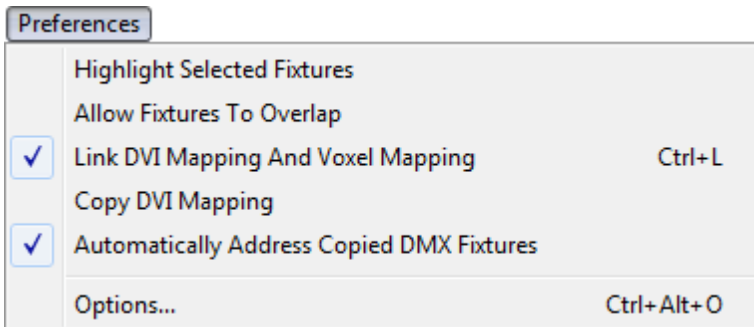 Preferences
Highlight Selected Fixtures
Allow Fixtures To Overlap
Link DVI Mapping And Voxel Mapping Ctrl+L
Copy DVI Mapping
Automatically Address Copied DMX Fixtures
Options... Ctrl+Alt+O